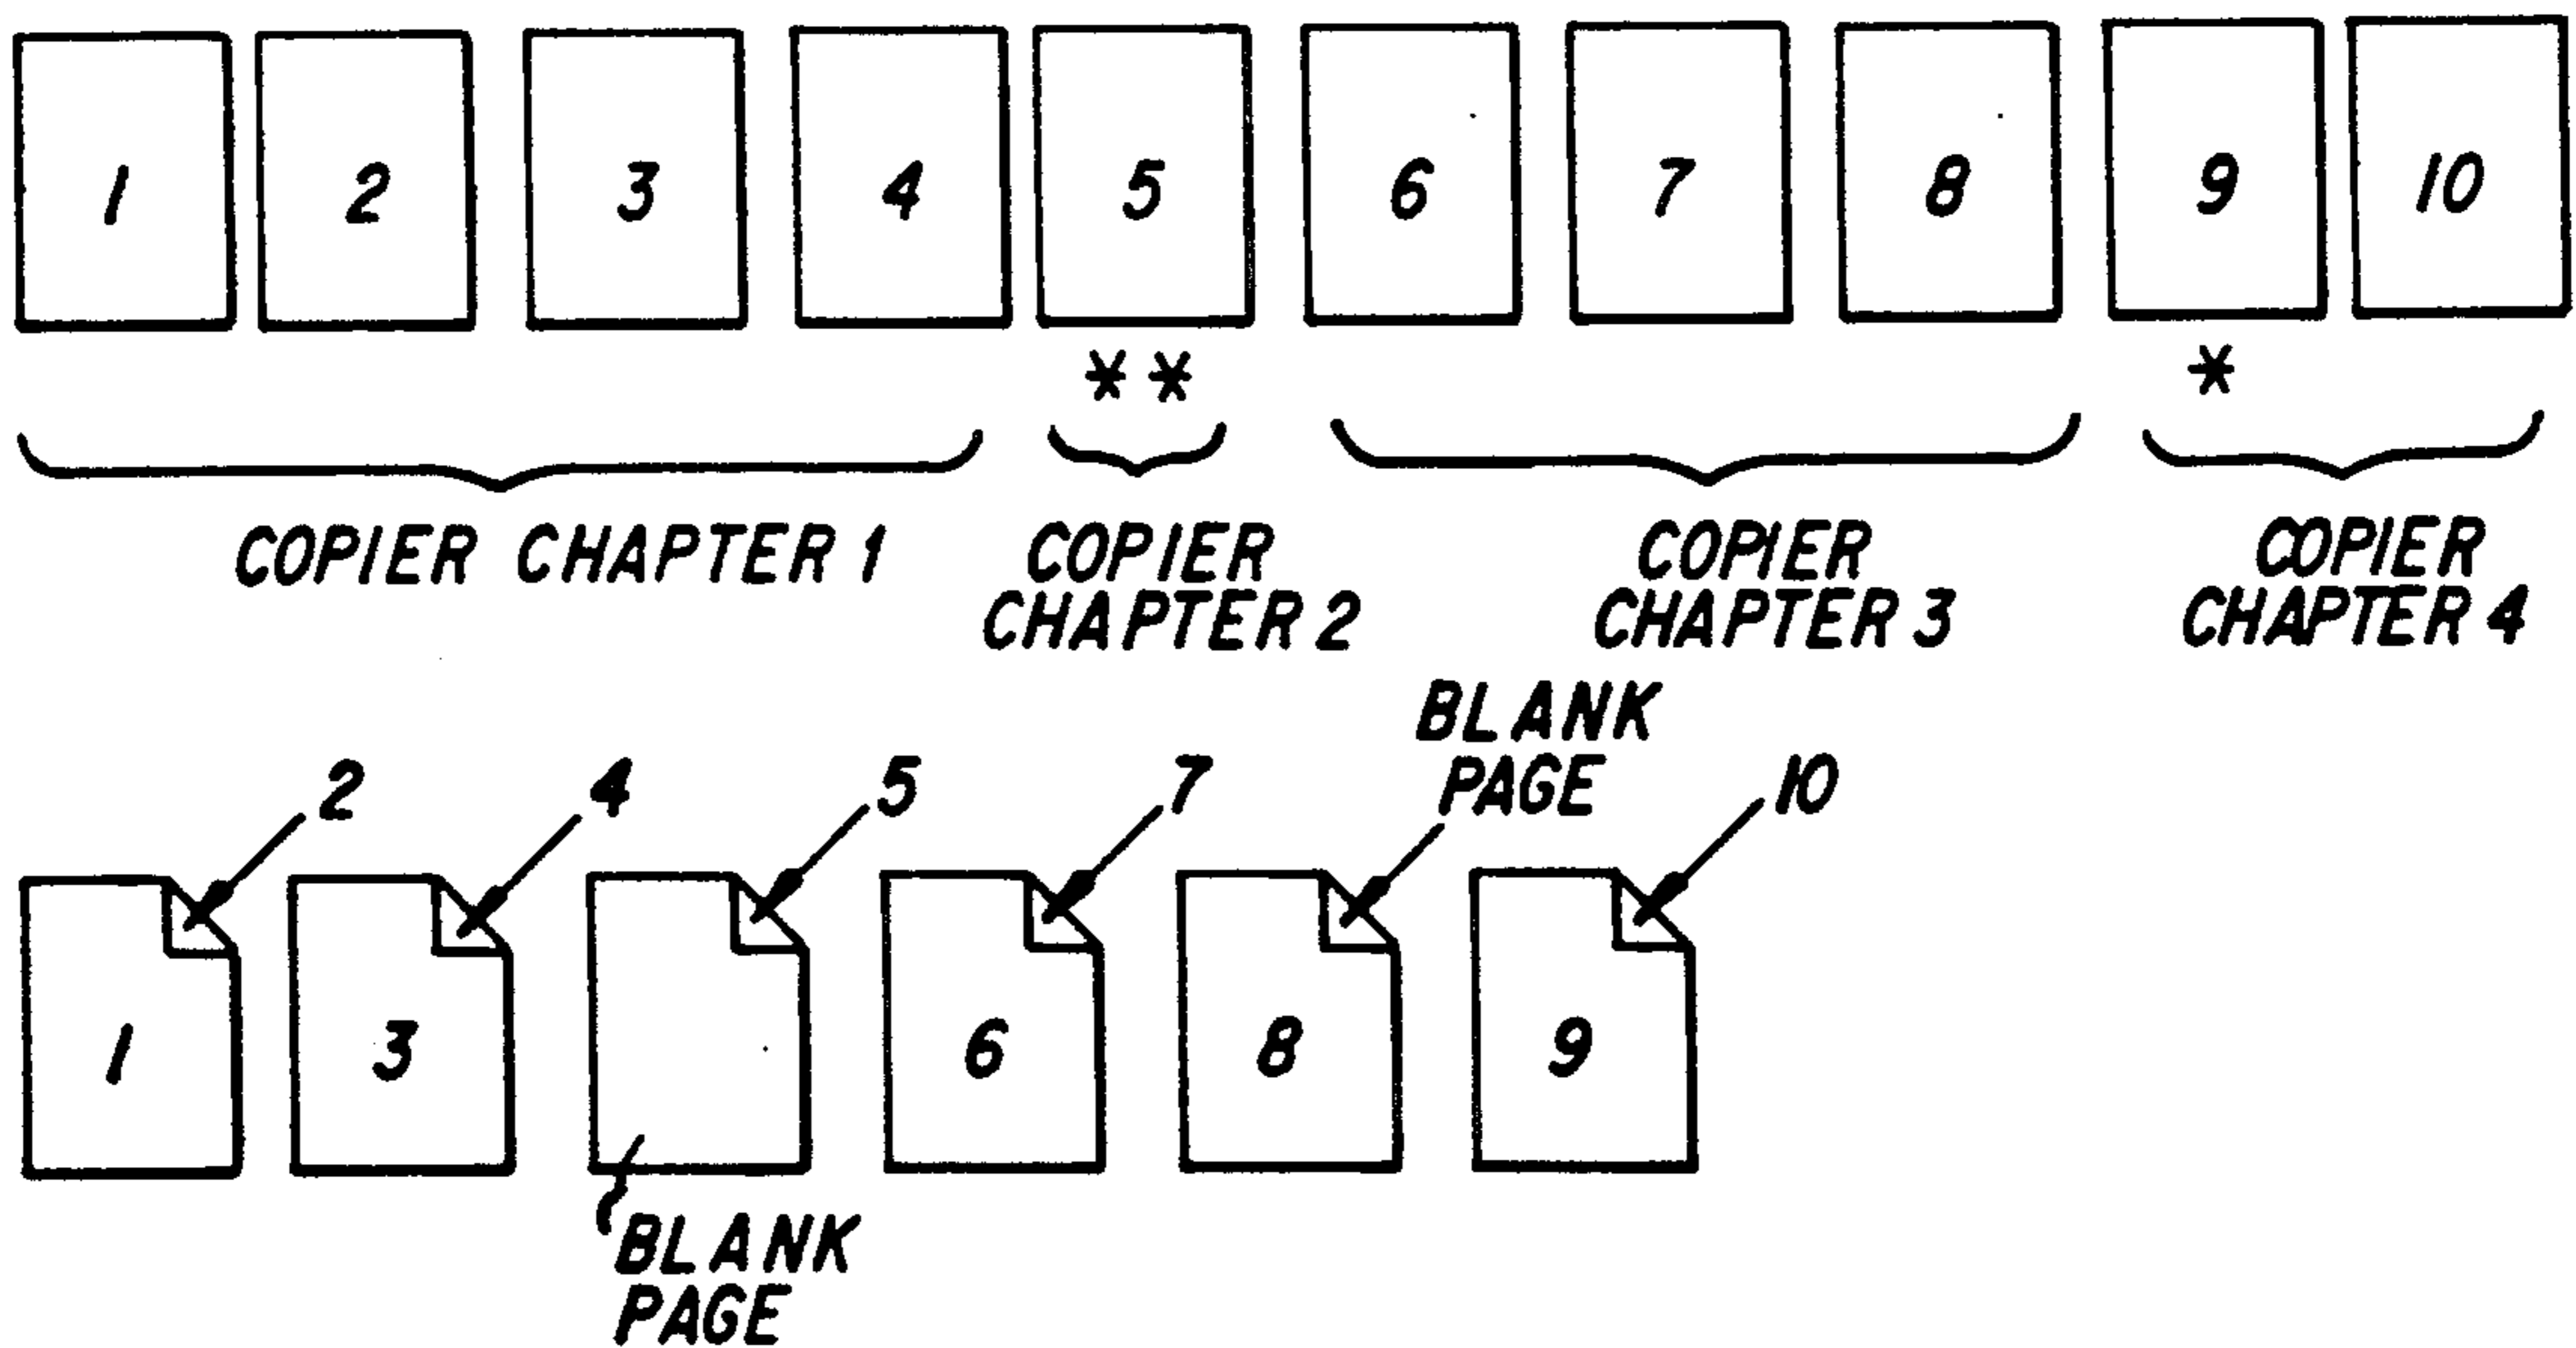 1 2 3 4 5 6 7 8 9 10
** *
COPIER CHAPTER 1
COPIER
CHAPTER 2
COPIER
CHAPTER 3
COPIER
CHAPTER 4
2 4 5 7
BLANK
PAGE
10
1 3 6 8 9
BLANK
PAGE